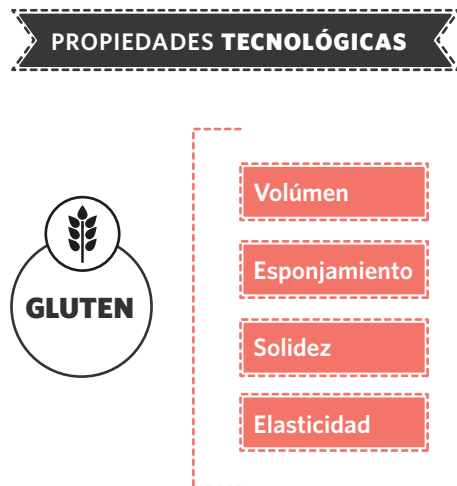 PROPIEDADES TECNOLÓGICAS
GLUTEN
Volúmen
Esponjamiento
Solidez
Elasticidad